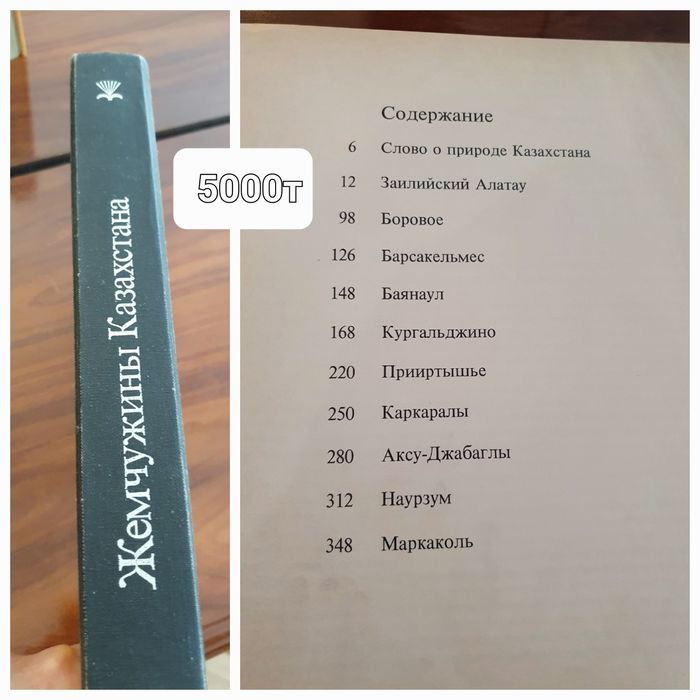 Жемчужины Казахстана
5000т
Содержание
6 Слово о природе Казахстана
12 Заилийский Алатау
98 Боровое
126 Барсакельмес
148 Баянаул
168 Кургальджино
220 Прииртышье
250 Каркаралы
280 Аксу-Джабаглы
312 Наурзум
348 Маркаколь